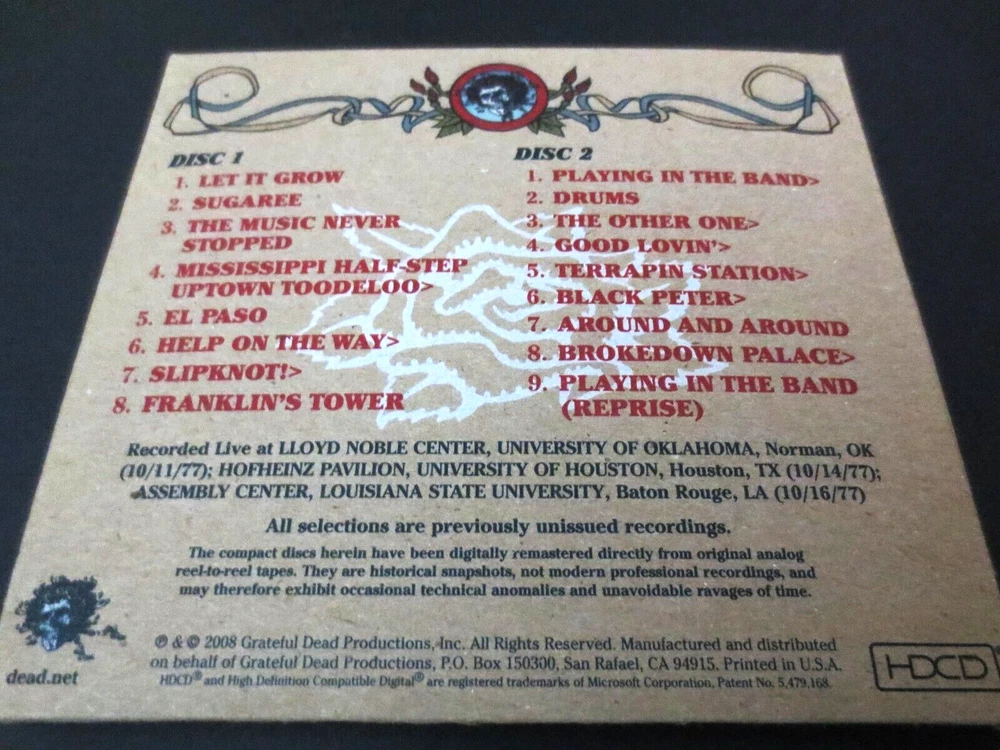 DISC 1
1. LET IT GROW
2. SUGAREE
3. THE MUSIC NEVER
STOPPED
4. MISSISSIPPI HALF-STEP
UPTOWN TOODELOO>
5. EL PASO
6. HELP ON THE WAY>
7. SLIPKNOT!>
8. FRANKLIN'S TOWER
DISC 2
1. PLAYING IN THE BAND>
2. DRUMS
3. THE OTHER ONE>
4. GOOD LOVIN'>
5. TERRAPIN STATION>
6. BLACK PETER>
7. AROUND AND AROUND
8. BROKEDOWN PALACE>
9. PLAYING IN THE BAND
(REPRISE)
Recorded Live at LLOYD NOBLE CENTER, UNIVERSITY OF OKLAHOMA, Norman, OK
(10/11/77); HOFHEINZ PAVILION, UNIVERSITY OF HOUSTON, Houston, TX (10/14/77);
ASSEMBLY CENTER, LOUISIANA STATE UNIVERSITY, Baton Rouge, LA (10/16/77)
All selections are previously unissued recordings.
The compact discs herein have been digitally remastered directly from original analog
reel-to-reel tapes. They are historical snapshots, not modern professional recordings, and
may therefore exhibit occasional technical anomalies and unavoidable ravages of time.
℗ & © 2008 Grateful Dead Productions, Inc. All Rights Reserved. Manufactured and distributed
on behalf of Grateful Dead Productions, P.O. Box 150300, San Rafael, CA 94915. Printed in U.S.A.
HDCD® and High Definition Compatible Digital® are registered trademarks of Microsoft Corporation, Patent No. 5,479,168.
dead.net
HDCD